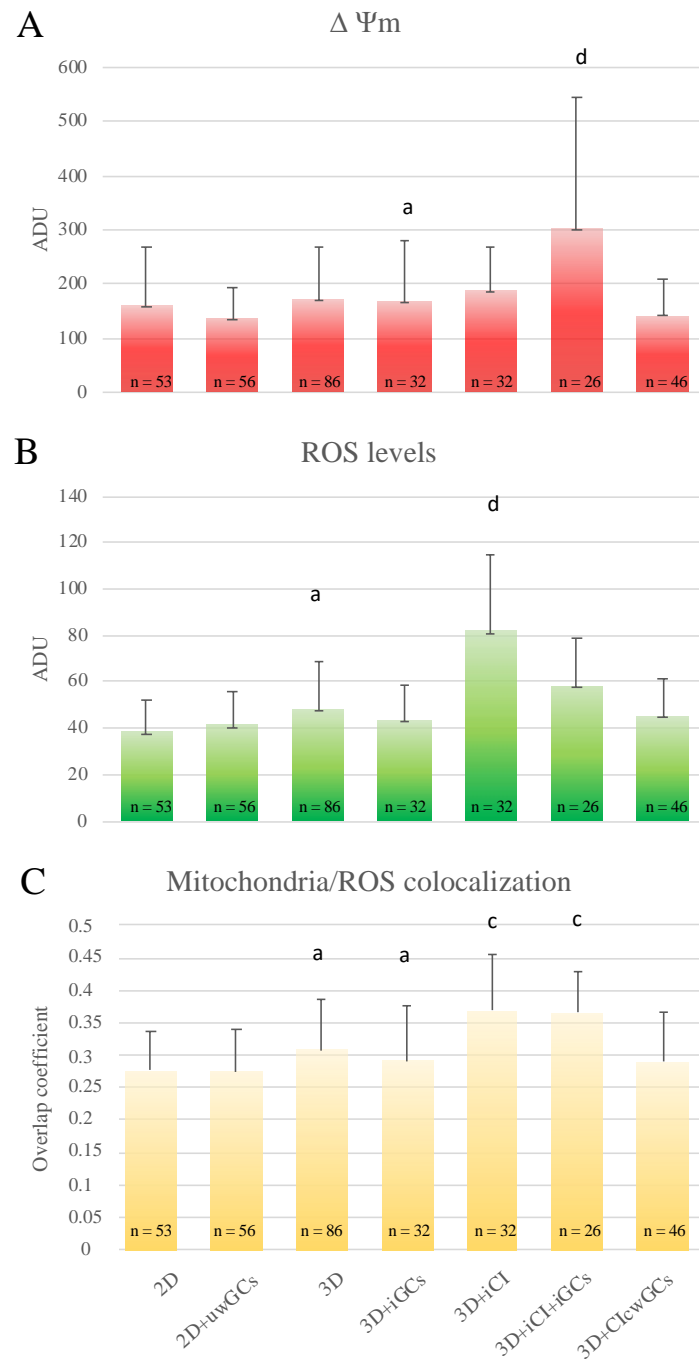 A
Δ Ψm
600
500
400
300
200
100
0
ADU
a
d
n = 53 n = 56 n = 86 n = 32 n = 32 n = 26 n = 46
B
ROS levels
140
120
100
80
60
40
20
0
ADU
a
d
n = 53 n = 56 n = 86 n = 32 n = 32 n = 26 n = 46
C
Mitochondria/ROS colocalization
0.5
0.45
0.4
0.35
0.3
0.25
0.2
0.15
0.1
0.05
0
Overlap coefficient
a a c c
n = 53 n = 56 n = 86 n = 32 n = 32 n = 26 n = 46
2D
2D+uwGCs
3D
3D+iGCs
3D+iCI
3D+iCI+iGCs
3D+CIcwGCs